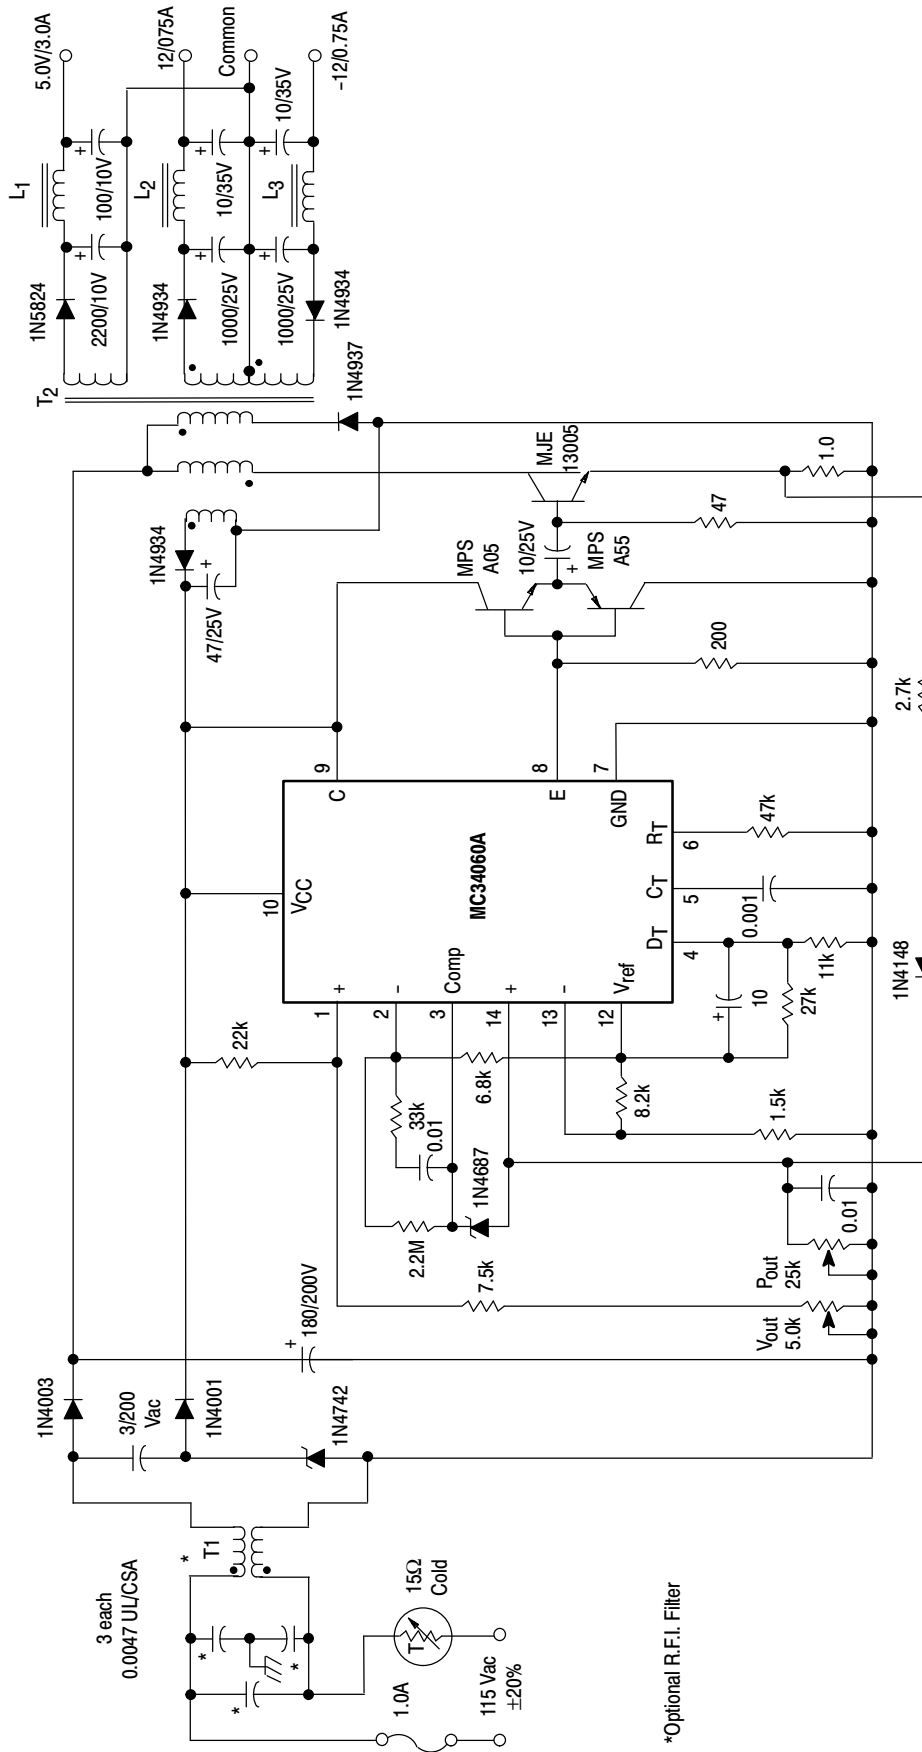 3 each
0.0047 UL/CSA
*
*
*
*
T1
1.0A
115 Vac
±20%
15Ω
Cold
T
*Optional R.F.I. Filter
1N4003
3/200
Vac
1N4001
1N4742
+
180/200V
22k
7.5k
2.2M
33k
0.01
6.8k
1N4687
8.2k
1.5k
Vout
5.0k
Pout
25k
0.01
+
10
27k
11k
0.001
47k
1N4148
2.7k
10
VCC
MC34060A
1
+
2
-
3
Comp
14
+
13
-
12
Vref
DT
4
CT
5
RT
6
9
C
8
E
7
GND
200
47
1.0
MPS
A05
10/25V
+
MPS
A55
MJE
13005
1N4934
+
47/25V
1N4937
T2
1N5824
L1
+
2200/10V
+
100/10V
5.0V/3.0A
1N4934
L2
+
1000/25V
+
10/35V
12/075A
Common
+
1000/25V
+
10/35V
L3
1N4934
-12/0.75A